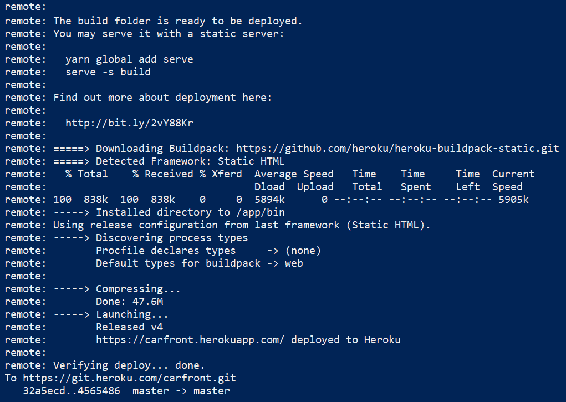 remote:
remote: The build folder is ready to be deployed.
remote: You may serve it with a static server:
remote:
remote:   yarn global add serve
remote:   serve -s build
remote:
remote: Find out more about deployment here:
remote:
remote:   http://bit.ly/2vY88Kr
remote:
remote: =====> Downloading Buildpack: https://github.com/heroku/heroku-buildpack-static.git
remote: =====> Detected Framework: Static HTML
remote:   % Total    % Received % Xferd  Average Speed   Time    Time     Time  Current
remote:                                  Dload  Upload   Total   Spent    Left  Speed
remote: 100  838k  100  838k    0     0  5894k      0 --:--:-- --:--:-- --:--:-- 5905k
remote: -----> Installed directory to /app/bin
remote: Using release configuration from last framework (Static HTML).
remote: -----> Discovering process types
remote:        Procfile declares types     -> (none)
remote:        Default types for buildpack -> web
remote:
remote: -----> Compressing...
remote:        Done: 47.6M
remote: -----> Launching...
remote:        Released v4
remote:        https://carfront.herokuapp.com/ deployed to Heroku
remote:
remote: Verifying deploy... done.
To https://git.heroku.com/carfront.git
   32a5ecd..4565486  master -> master